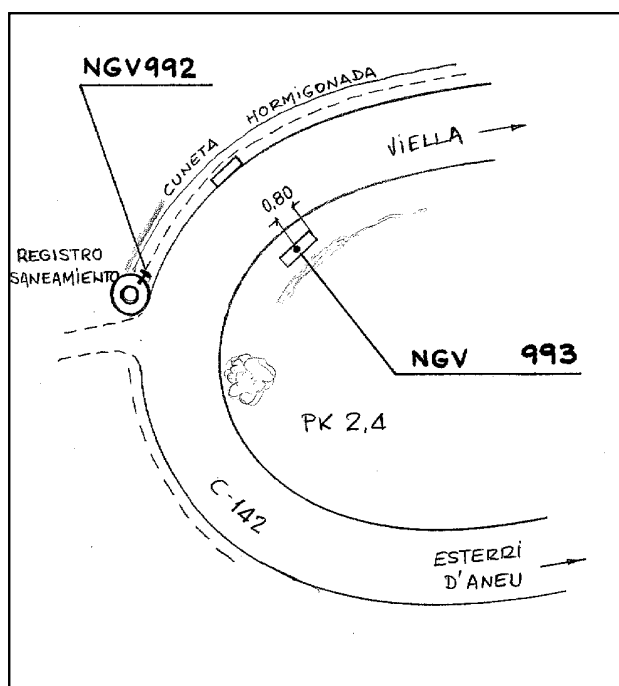 NGV992
CUNETA HORMIGONADA
VIELLA
0,80
REGISTRO
SANEAMIENTO
NGV 993
PK 2,4
C-142
ESTERRI
D'ANEU